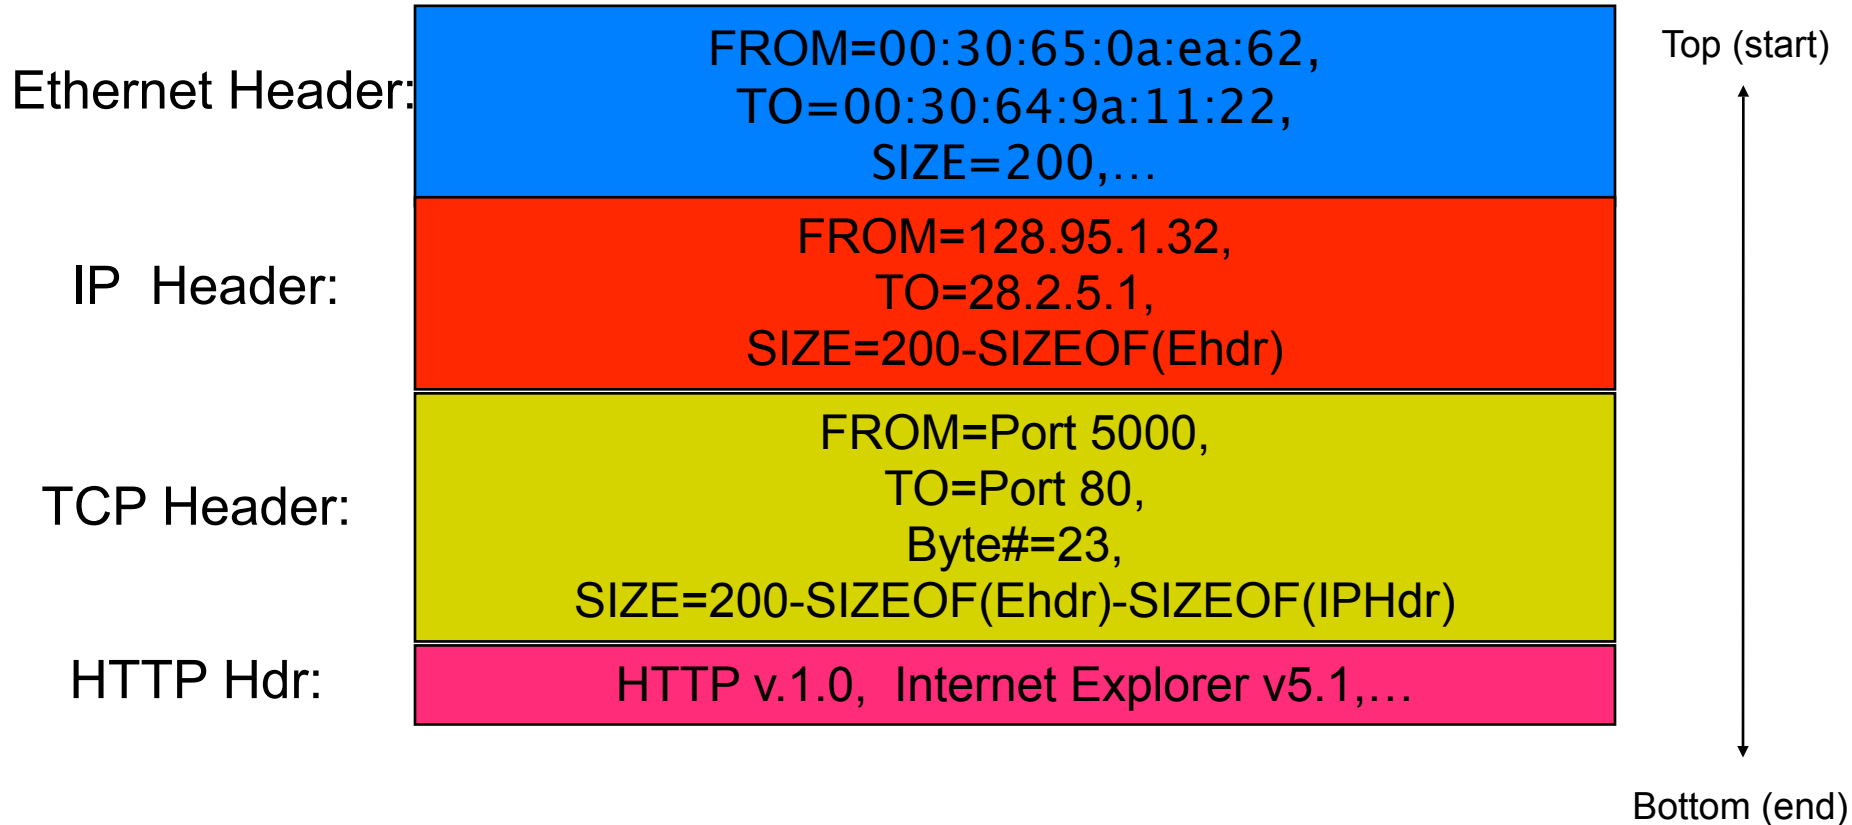 Ethernet Header:
FROM=00:30:65:0a:ea:62,
TO=00:30:64:9a:11:22,
SIZE=200,…
Top (start)
IP Header:
FROM=128.95.1.32,
TO=28.2.5.1,
SIZE=200-SIZEOF(Ehdr)
TCP Header:
FROM=Port 5000,
TO=Port 80,
Byte#=23,
SIZE=200-SIZEOF(Ehdr)-SIZEOF(IPHdr)
HTTP Hdr:
HTTP v.1.0, Internet Explorer v5.1,…
Bottom (end)